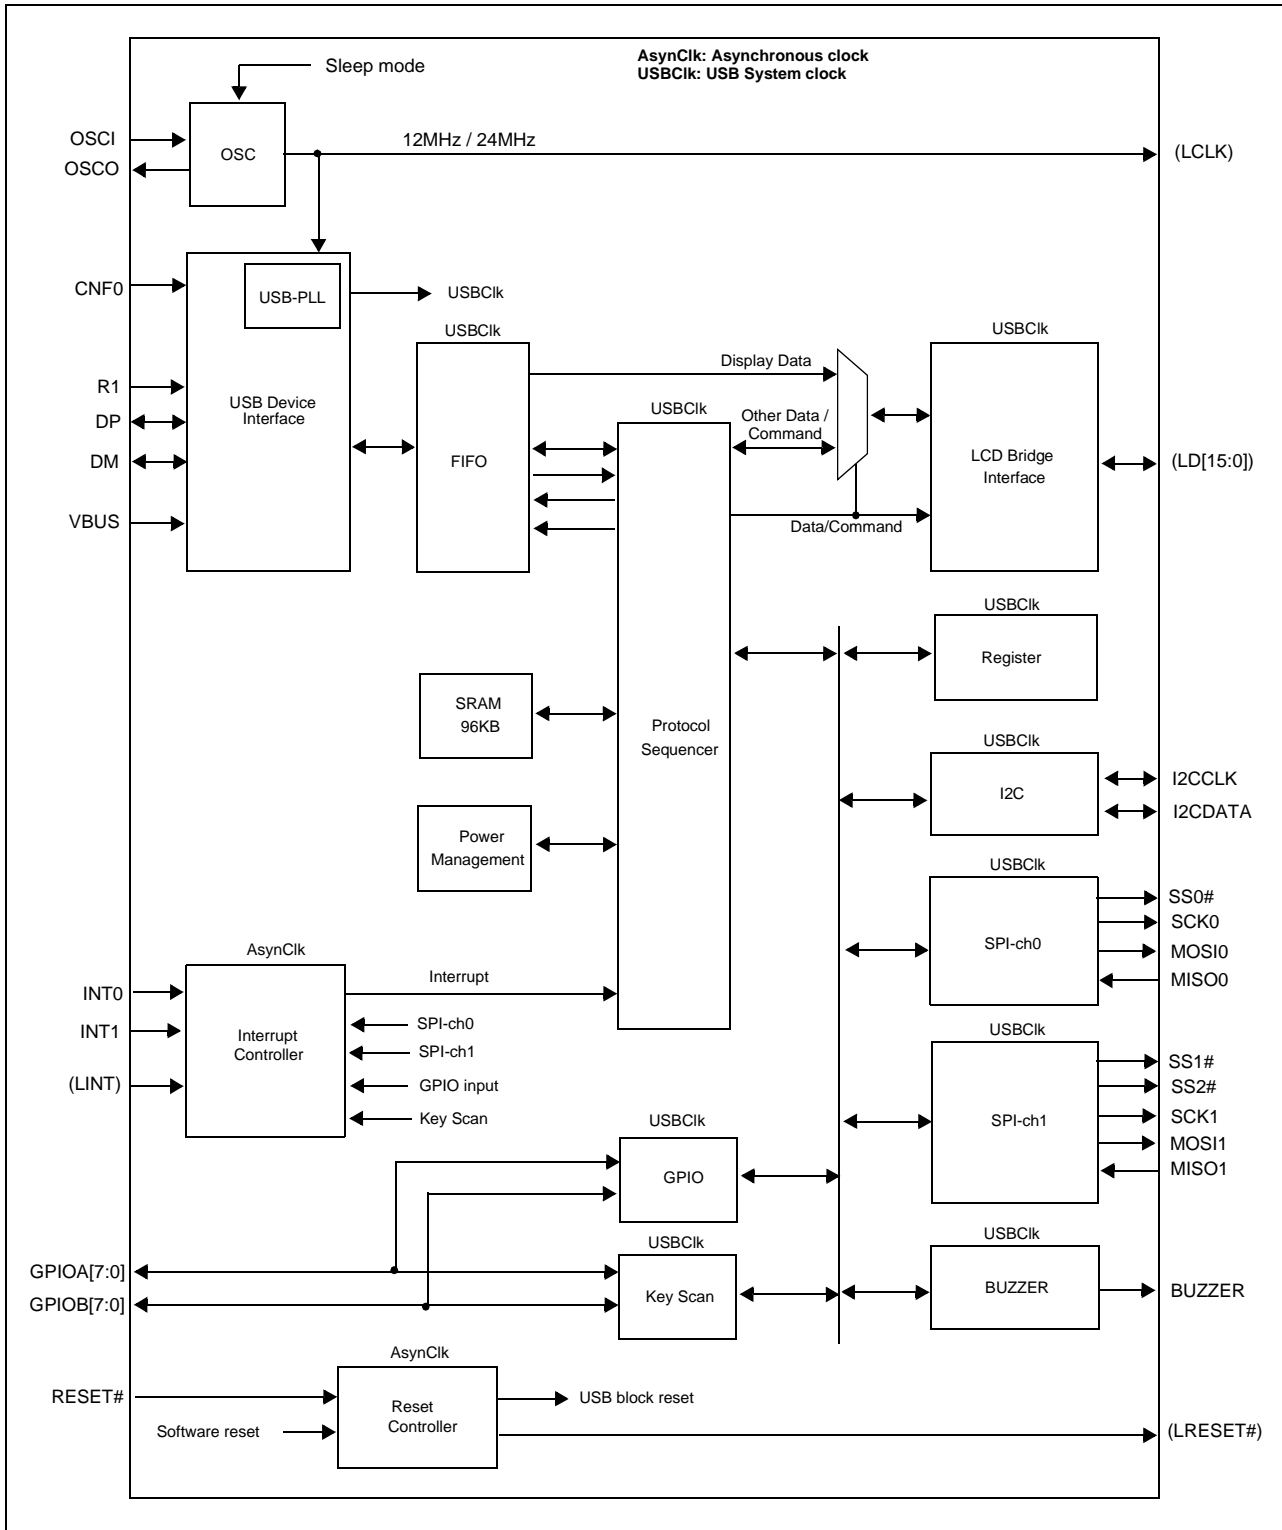 AsynClk: Asynchronous clock
USBClk: USB System clock
Sleep mode
OSCI
OSCO
OSC
12MHz / 24MHz
(LCLK)
CNF0
USB-PLL
USBClk
R1
DP
DM
VBUS
USB Device
Interface
USBClk
FIFO
Display Data
USBClk
Other Data /
Command
Data/Command
USBClk
LCD Bridge
Interface
(LD[15:0])
USBClk
Register
SRAM
96KB
Protocol
Sequencer
USBClk
I2C
I2CCLK
I2CDATA
Power
Management
USBClk
SPI-ch0
SS0#
SCK0
MOSI0
MISO0
AsynClk
INT0
INT1
(LINT)
Interrupt
Controller
Interrupt
SPI-ch0
SPI-ch1
GPIO input
Key Scan
USBClk
SPI-ch1
SS1#
SS2#
SCK1
MOSI1
MISO1
USBClk
GPIO
USBClk
Key Scan
GPIOA[7:0]
GPIOB[7:0]
USBClk
BUZZER
BUZZER
AsynClk
RESET#
Software reset
Reset
Controller
USB block reset
(LRESET#)